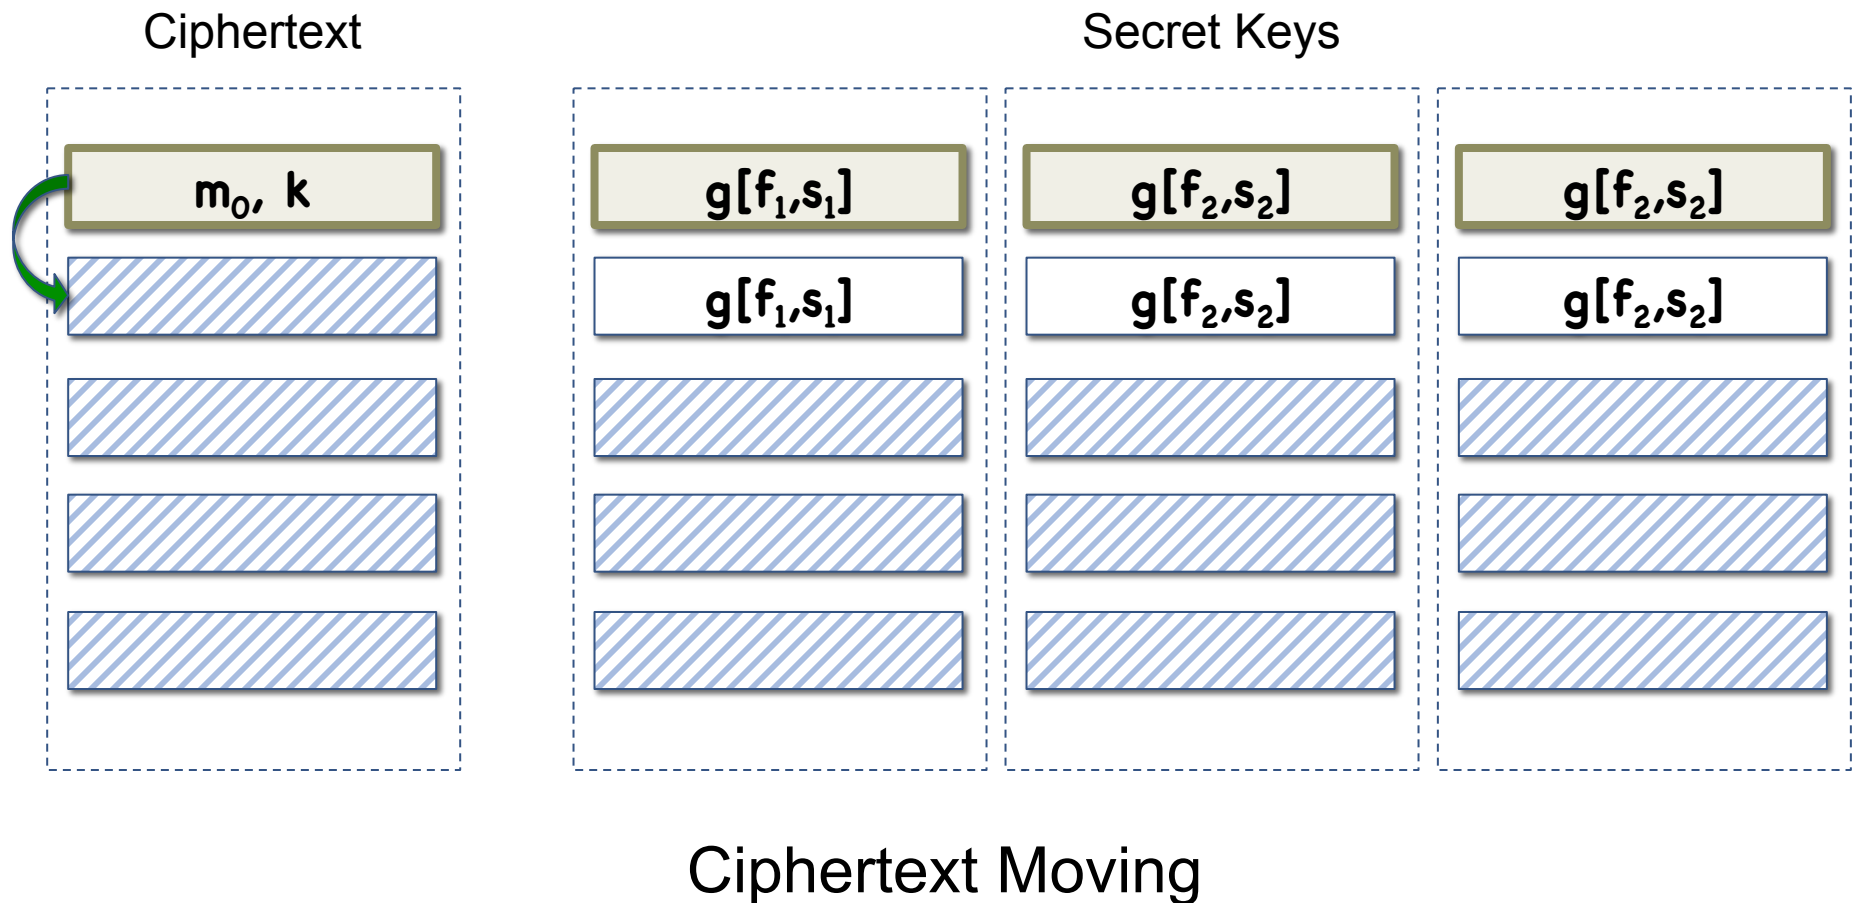 Ciphertext
Secret Keys
m₀, k
g[f₁,s₁]
g[f₂,s₂]
g[f₂,s₂]
g[f₁,s₁]
g[f₂,s₂]
g[f₂,s₂]
Ciphertext Moving